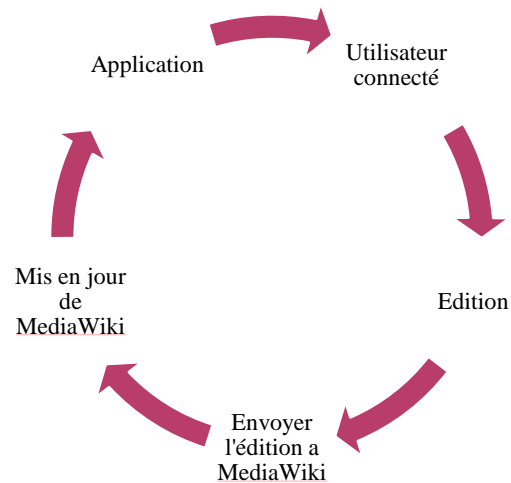 Application
Utilisateur
connecté
Edition
Envoyer
l'édition a
MediaWiki
Mis en jour
de
MediaWiki